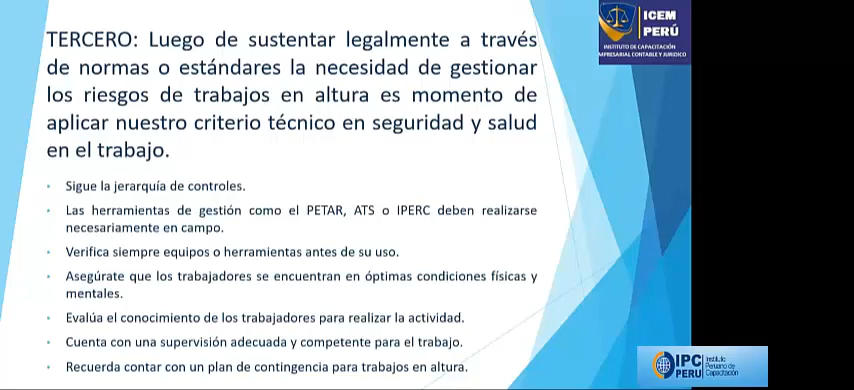 TERCERO: Luego de sustentar legalmente a través
de normas o estándares la necesidad de gestionar
los riesgos de trabajos en altura es momento de
aplicar nuestro criterio técnico en seguridad y salud
en el trabajo.
• Sigue la jerarquía de controles.
• Las herramientas de gestión como el PETAR, ATS o IPERC deben realizarse
necesariamente en campo.
• Verifica siempre equipos o herramientas antes de su uso.
• Asegúrate que los trabajadores se encuentran en óptimas condiciones físicas y
mentales.
• Evalúa el conocimiento de los trabajadores para realizar la actividad.
• Cuenta con una supervisión adecuada y competente para el trabajo.
• Recuerda contar con un plan de contingencia para trabajos en altura.
ICEM
PERÚ
INSTITUTO DE CAPACITACIÓN
EMPRESARIAL CONTABLE Y JURIDICO
IPC
PERU
Instituto
Peruano de
Capacitación